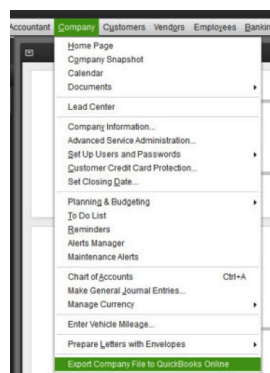 Accountant Company Customers Vendors Employees Bankin
Home Page
Company Snapshot
Calendar
Documents
Lead Center
Company Information...
Advanced Service Administration...
Set Up Users and Passwords
Customer Credit Card Protection...
Set Closing Date...
Planning & Budgeting
To Do List
Reminders
Alerts Manager
Maintenance Alerts
Chart of Accounts Ctrl+A
Make General Journal Entries...
Manage Currency
Enter Vehicle Mileage...
Prepare Letters with Envelopes
Export Company File to QuickBooks Online